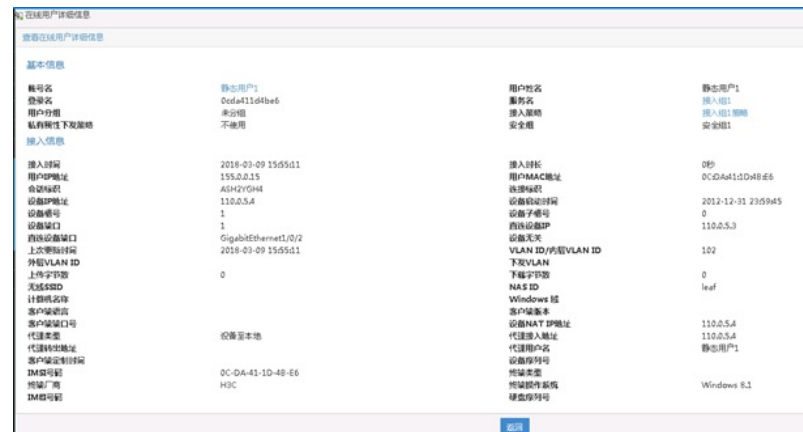 在线用户详细信息
查看在线用户详细信息
基本信息
账号名 静态用户1 用户姓名 静态用户1
登录名 0cda411d4be6 服务名 接入组1
用户分组 未分组 接入策略 接入组1策略
私有属性下发策略 不使用 安全组 安全组1
接入信息
接入时间 2018-03-09 15:55:11 接入时长 0秒
用户IP地址 155.0.0.15 用户MAC地址 0C:DA:41:1D:48:E6
会话标识 ASH2YGH4 连接标识
设备IP地址 110.0.5.4 设备启动时间 2012-12-31 23:59:45
设备槽号 1 设备子槽号 0
设备端口 1 直连设备IP 110.0.5.3
直连设备端口 GigabitEthernet1/0/2 设备无关
上次更新时间 2018-03-09 15:55:11 VLAN ID/内层VLAN ID 102
外层VLAN ID 下发VLAN
上传字节数 0 下载字节数 0
无线SSID NAS ID leaf
计算机名称 Windows 域
客户端语言 客户端版本
客户端端口号 设备NAT IP地址 110.0.5.4
代理类型 设备至本地 代理接入地址 110.0.5.4
代理转出地址 代理用户名 静态用户1
客户端定制时间 设备序列号
IMSI号码 0C-DA-41-1D-48-E6 终端类型
终端厂商 H3C 终端操作系统 Windows 8.1
IMEI号码 硬盘序列号
返回